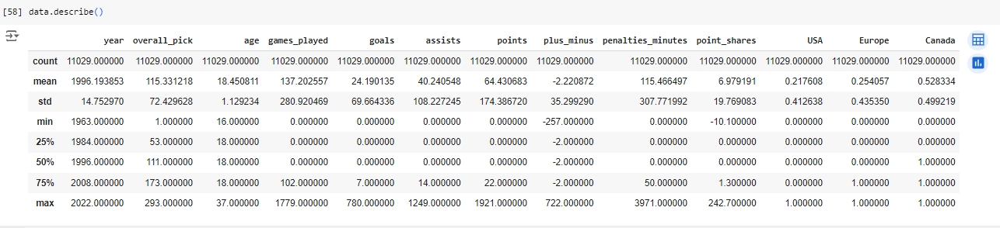 [58] data.describe()
year overall_pick age games_played goals assists points plus_minus penalties_minutes point_shares USA Europe Canada
count 11029.000000 11029.000000 11029.000000 11029.000000 11029.000000 11029.000000 11029.000000 11029.000000 11029.000000 11029.000000 11029.000000 11029.000000 11029.000000
mean 1996.193853 115.331218 18.450811 137.202557 24.190135 40.240548 64.430683 -2.220872 115.466497 6.979191 0.217608 0.254057 0.528334
std 14.752970 72.429628 1.129234 280.920469 69.664336 108.227245 174.386720 35.299290 307.771992 19.769083 0.412638 0.435350 0.499219
min 1963.000000 1.000000 16.000000 0.000000 0.000000 0.000000 0.000000 -257.000000 0.000000 -10.100000 0.000000 0.000000 0.000000
25% 1984.000000 53.000000 18.000000 0.000000 0.000000 0.000000 0.000000 -2.000000 0.000000 0.000000 0.000000 0.000000 0.000000
50% 1996.000000 111.000000 18.000000 0.000000 0.000000 0.000000 0.000000 -2.000000 0.000000 0.000000 0.000000 0.000000 1.000000
75% 2008.000000 173.000000 18.000000 102.000000 7.000000 14.000000 22.000000 -2.000000 50.000000 1.300000 0.000000 1.000000 1.000000
max 2022.000000 293.000000 37.000000 1779.000000 780.000000 1249.000000 1921.000000 722.000000 3971.000000 242.700000 1.000000 1.000000 1.000000